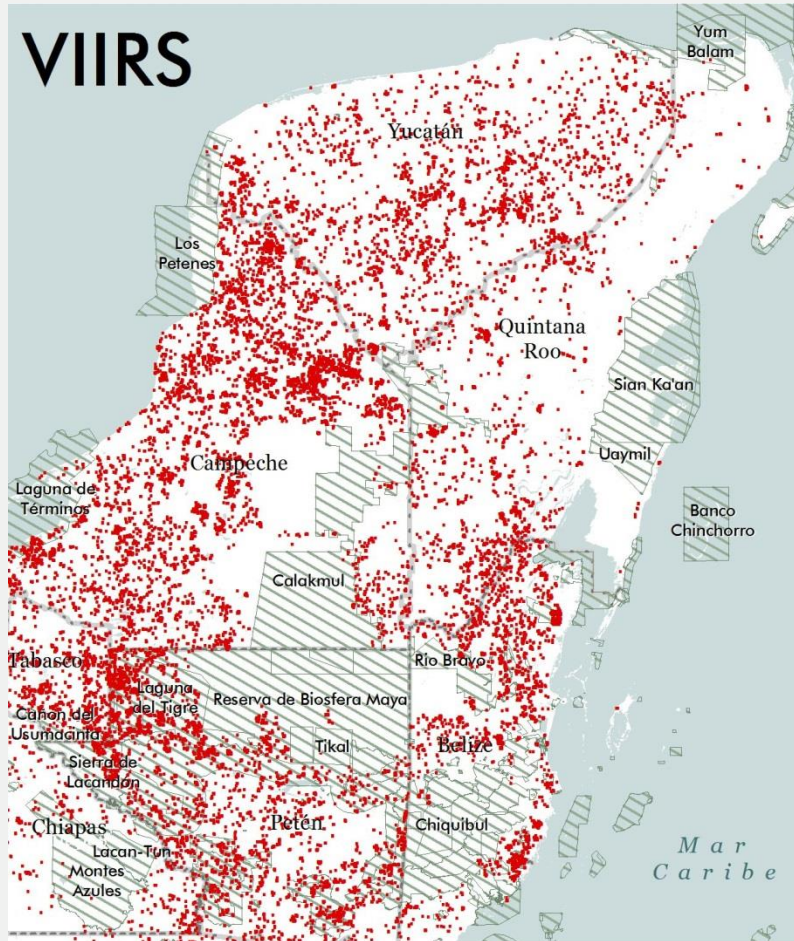 VIIRS
Yum
Balam
Yucatán
Los
Petenes
Quintana
Roo
Sian Ka'an
Uaymil
Campeche
Laguna de
Términos
Banco
Chinchorro
Calakmul
Tabasco
Rio Bravo
Laguna
del Tigre
Reserva de Biosfera Maya
Cañon del
Usumacinta
Tikal
Belize
Sierra de
Lacandon
Chiapas
Petén
Chiquibul
Lacan-Tun
Montes
Azules
Mar
Caribe